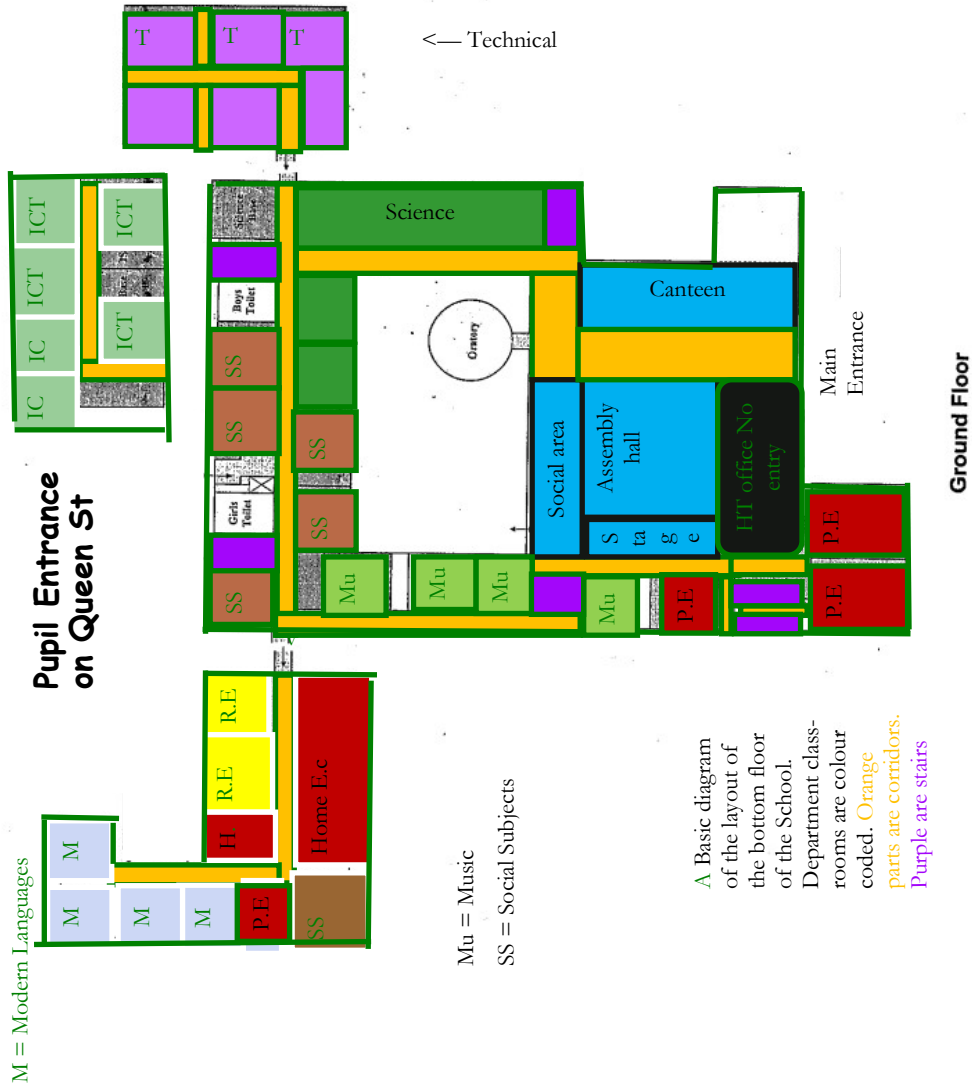 <— Technical
T
T
T
ICT
ICT
IC
IC
ICT
ICT
Base
Pupil Entrance
on Queen St
Science
Base
Boys
Toilet
SS
SS
Girls
Toilet
SS
Science
SS
SS
Oratory
Mu
Mu
Mu
Mu
Canteen
Social area
Assembly
hall
S
ta
g
e
HT office No
entry
Main
Entrance
P.E
P.E
P.E
Ground Floor
M = Modern Languages
M
M
M
M
P.E
SS
H
R.E
R.E
Home E.c
Mu = Music
SS = Social Subjects
A Basic diagram
of the layout of
the bottom floor
of the School.
Department class-
rooms are colour
coded. Orange
parts are corridors.
Purple are stairs